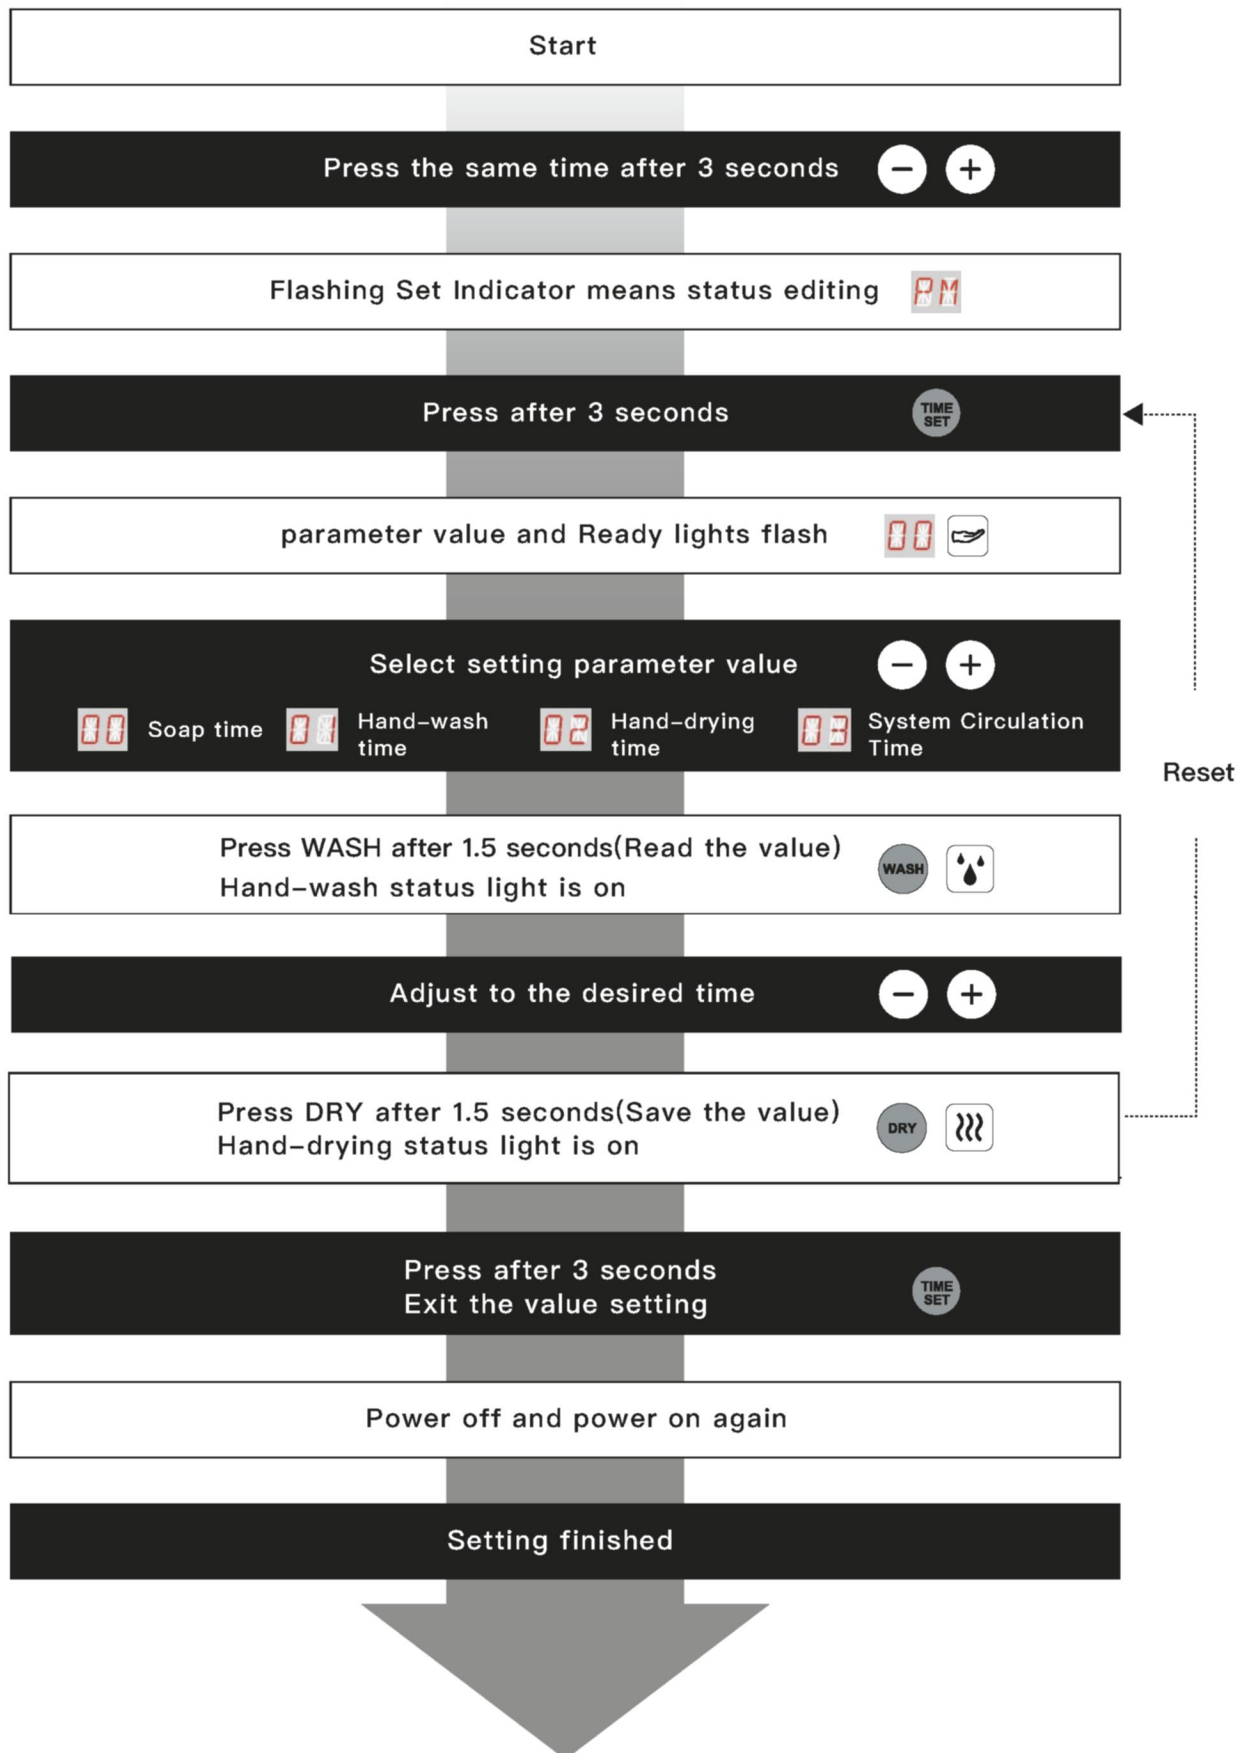 Start
Press the same time after 3 seconds − +
Flashing Set Indicator means status editing PM
Press after 3 seconds TIME SET
parameter value and Ready lights flash 00
Select setting parameter value − +
00 Soap time 01 Hand-wash time 02 Hand-drying time 03 System Circulation Time
Reset
Press WASH after 1.5 seconds(Read the value)
Hand-wash status light is on
WASH
Adjust to the desired time − +
Press DRY after 1.5 seconds(Save the value)
Hand-drying status light is on
DRY
Press after 3 seconds
Exit the value setting
TIME SET
Power off and power on again
Setting finished